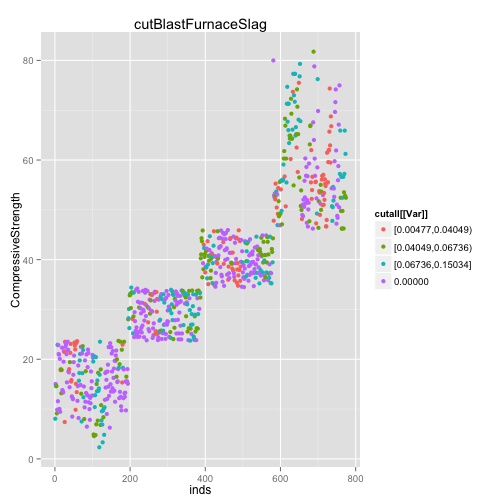 cutBlastFurnaceSlag
80
60
40
20
0
CompressiveStrength
0 200 400 600 800
inds
cutall[[Var]]
[0.00477,0.04049)
[0.04049,0.06736)
[0.06736,0.15034]
0.00000